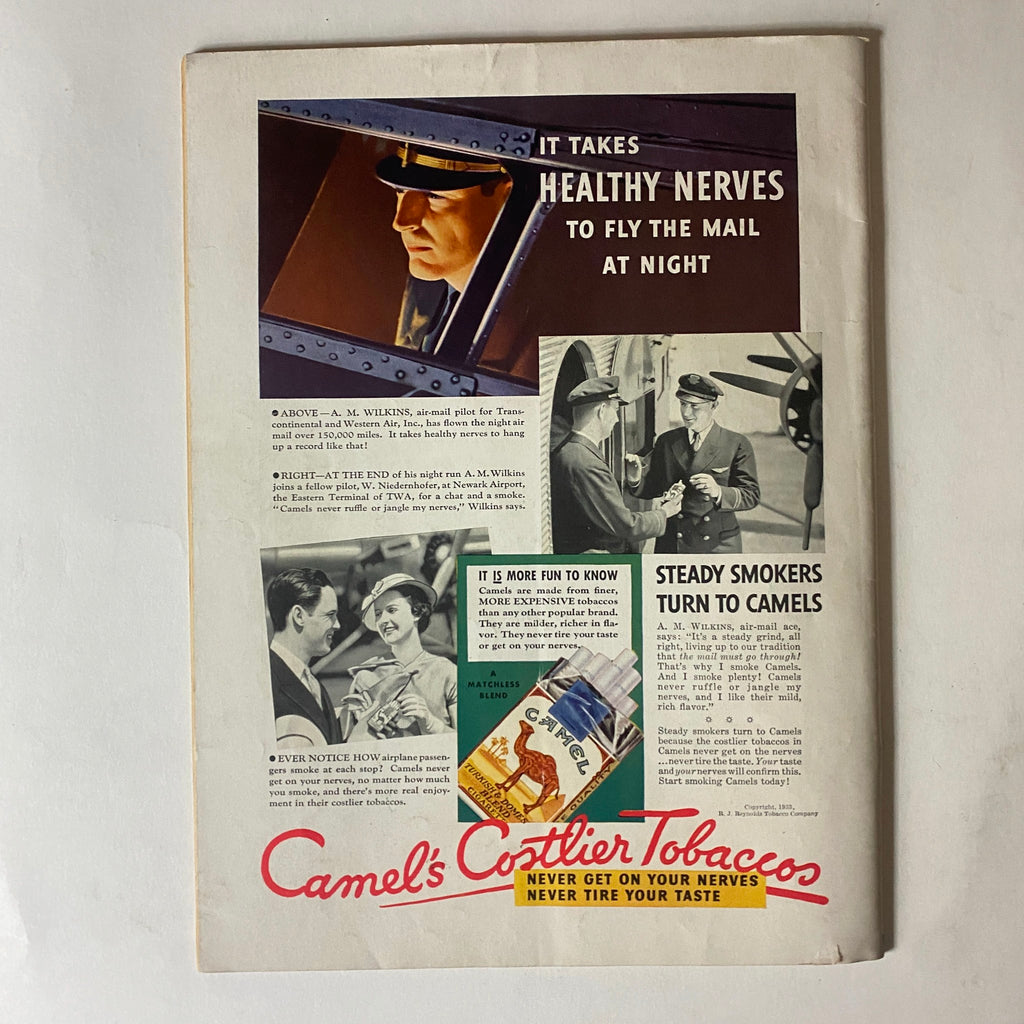 IT TAKES
HEALTHY NERVES
TO FLY THE MAIL
AT NIGHT
ABOVE—A. M. WILKINS, air-mail pilot for Trans-
continental and Western Air, Inc., has flown the night air
mail over 150,000 miles. It takes healthy nerves to hang
up a record like that!
RIGHT—AT THE END of his night run A. M. Wilkins
joins a fellow pilot, W. Niedernhofer, at Newark Airport,
the Eastern Terminal of TWA, for a chat and a smoke.
"Camels never ruffle or jangle my nerves," Wilkins says.
EVER NOTICE HOW airplane passen-
gers smoke at each stop? Camels never
get on your nerves, no matter how much
you smoke, and there's more real enjoy-
ment in their costlier tobaccos.
IT IS MORE FUN TO KNOW
Camels are made from finer,
MORE EXPENSIVE tobaccos
than any other popular brand.
They are milder, richer in fla-
vor. They never tire your taste
or get on your nerves.
A
MATCHLESS
BLEND
CAMEL
TURKISH & DOMESTIC
BLEND
CIGARETTES
QUALITY
STEADY SMOKERS
TURN TO CAMELS
A. M. WILKINS, air-mail ace,
says: "It's a steady grind, all
right, living up to our tradition
that the mail must go through!
That's why I smoke Camels.
And I smoke plenty! Camels
never ruffle or jangle my
nerves, and I like their mild,
rich flavor."
Steady smokers turn to Camels
because the costlier tobaccos in
Camels never get on the nerves
...never tire the taste. Your taste
and your nerves will confirm this.
Start smoking Camels today!
Copyright, 1933,
R. J. Reynolds Tobacco Company
Camel's Costlier Tobaccos
NEVER GET ON YOUR NERVES
NEVER TIRE YOUR TASTE